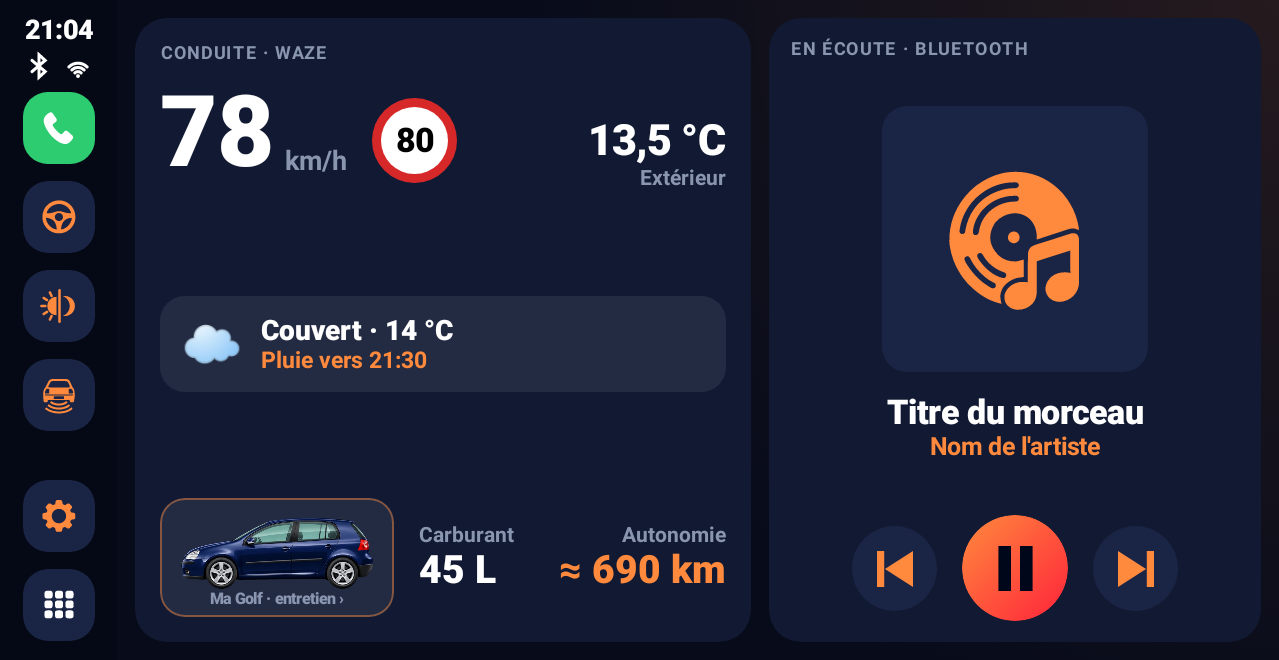 21:04
CONDUITE · WAZE
78 km/h
80
13,5 °C
Extérieur
Couvert · 14 °C
Pluie vers 21:30
Ma Golf · entretien ›
Carburant
45 L
Autonomie
≈ 690 km
EN ÉCOUTE · BLUETOOTH
Titre du morceau
Nom de l'artiste